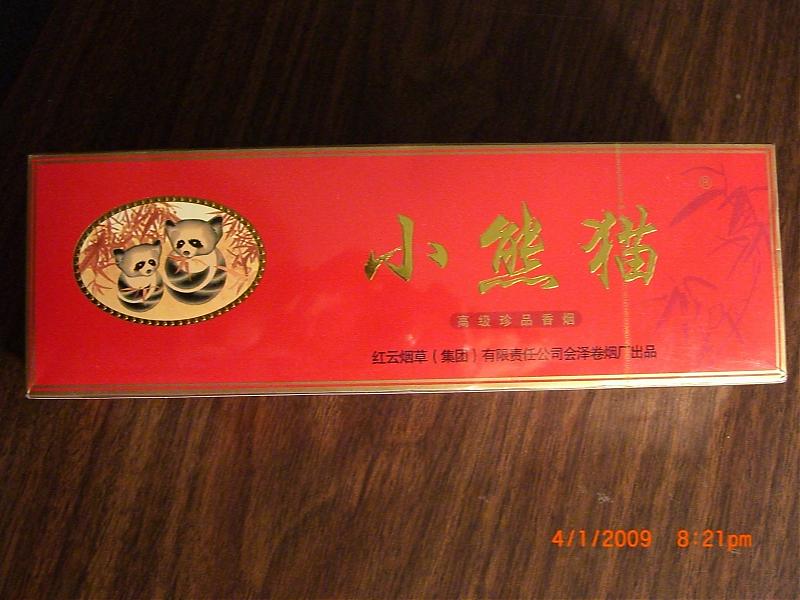 小熊猫
®
高级珍品香烟
红云烟草(集团)有限责任公司会泽卷烟厂出品
4/1/2009 8:21pm